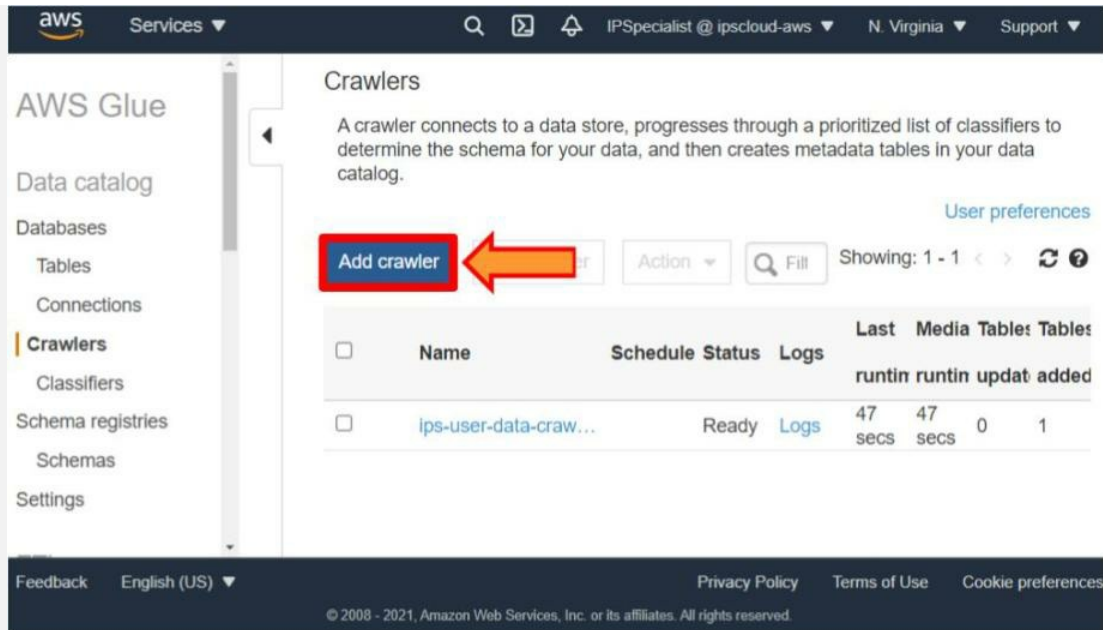 aws Services ▼ IPSpecialist @ ipscloud-aws ▼ N. Virginia ▼ Support ▼
AWS Glue
Data catalog
Databases
Tables
Connections
Crawlers
Classifiers
Schema registries
Schemas
Settings
Crawlers
A crawler connects to a data store, progresses through a prioritized list of classifiers to
determine the schema for your data, and then creates metadata tables in your data
catalog.
User preferences
Add crawler Action Filt Showing: 1 - 1 < >
Name Schedule Status Logs Last Media Tables Tables
runtin runtin updat added
ips-user-data-craw... Ready Logs 47 47 0 1
secs secs
Feedback English (US) ▼ Privacy Policy Terms of Use Cookie preferences
© 2008 - 2021, Amazon Web Services, Inc. or its affiliates. All rights reserved.